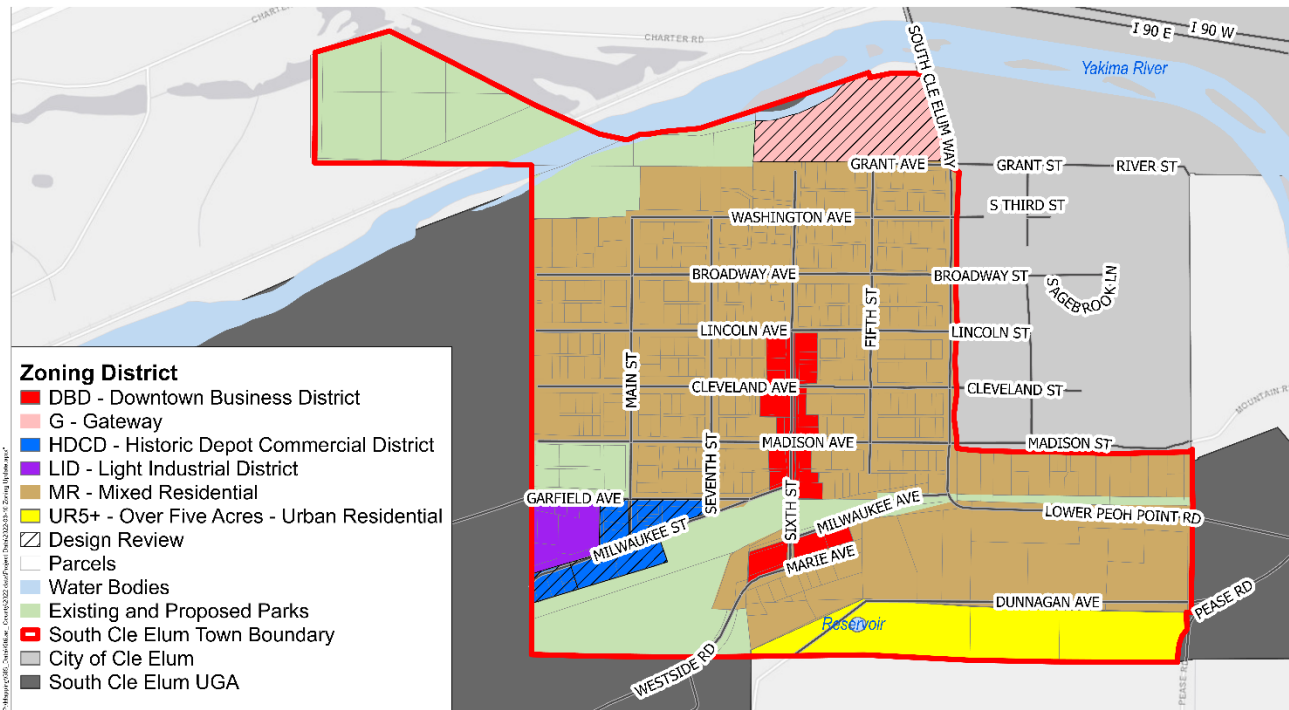 CHARTER RD
CHARTER RD
SOUTH CLE ELUM WAY
I 90 E
I 90 W
Yakima River
GRANT AVE
GRANT ST
RIVER ST
S THIRD ST
WASHINGTON AVE
BROADWAY AVE
BROADWAY ST
SAGEBROOK LN
LINCOLN AVE
FIFTH ST
LINCOLN ST
MAIN ST
CLEVELAND AVE
CLEVELAND ST
SEVENTH ST
MADISON AVE
MADISON ST
GARFIELD AVE
SIXTH ST
MILWAUKEE AVE
LOWER PEOH POINT RD
MILWAUKEE ST
MARIE AVE
DUNNAGAN AVE
PEASE RD
Reservoir
WESTSIDE RD
PEASE RD
Zoning District
DBD - Downtown Business District
G - Gateway
HDCD - Historic Depot Commercial District
LID - Light Industrial District
MR - Mixed Residential
UR5+ - Over Five Acres - Urban Residential
Design Review
Parcels
Water Bodies
Existing and Proposed Parks
South Cle Elum Town Boundary
City of Cle Elum
South Cle Elum UGA